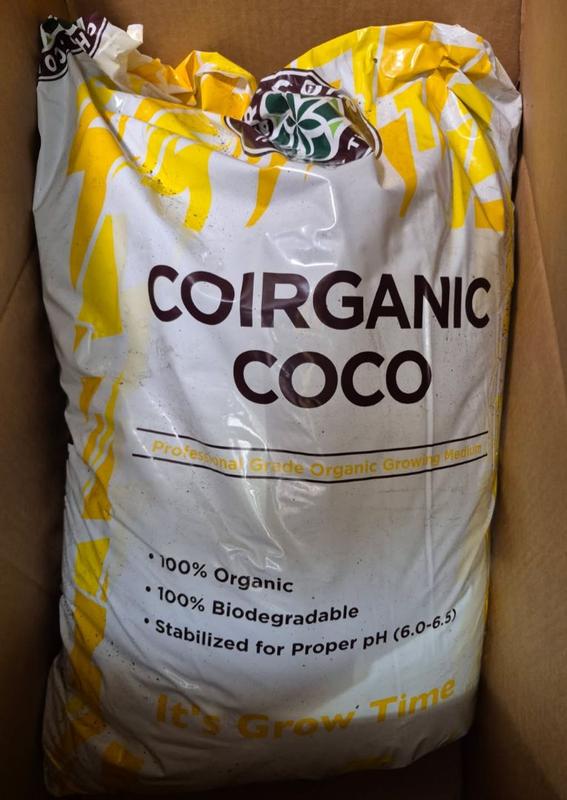 COIRGANIC
COCO
Professional Grade Organic Growing Medium
• 100% Organic
• 100% Biodegradable
• Stabilized for Proper pH (6.0-6.5)
It's Grow Time